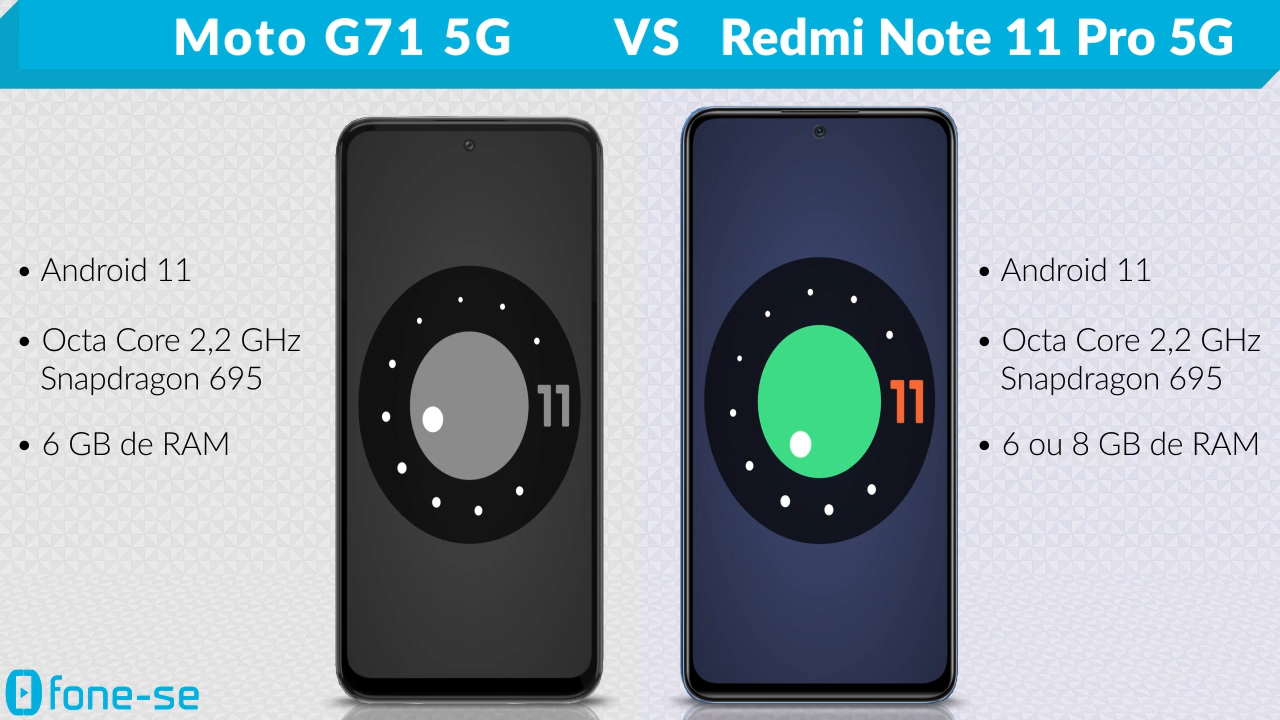 Moto G71 5G VS Redmi Note 11 Pro 5G
• Android 11
• Octa Core 2,2 GHz
Snapdragon 695
• 6 GB de RAM
11
11
• Android 11
• Octa Core 2,2 GHz
Snapdragon 695
• 6 ou 8 GB de RAM
fone-se